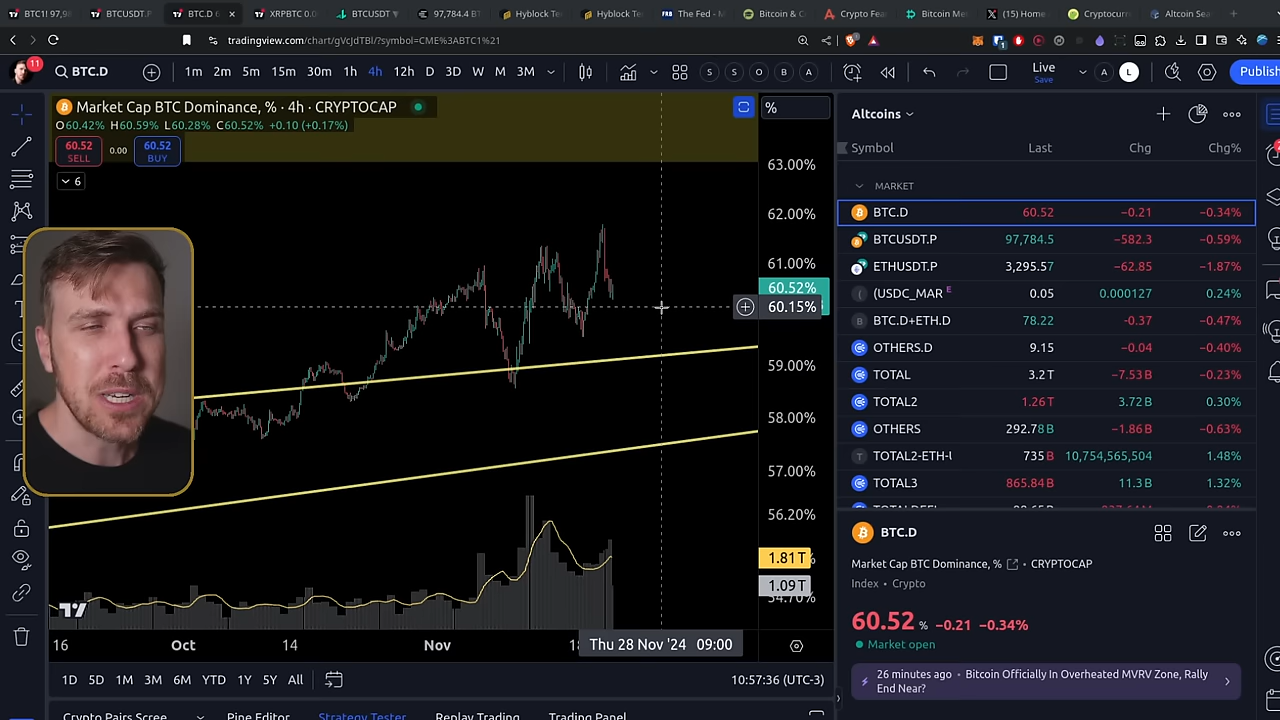 BTC1! 97,98
BTCUSDT.P
BTC.D 6
XRPBTC 0.0
BTCUSDT
97,784.4 BT
Hyblock Te
Hyblock Te
FRB The Fed - M
Bitcoin & C
Crypto Fear
Bitcoin Me
(15) Home
Cryptocurr
Altcoin Sea
tradingview.com/chart/gVcJdTBI/?symbol=CME%3ABTC1%21
11
BTC.D
1m 2m 5m 15m 30m 1h 4h 12h D 3D W M 3M
S S O B A
Live
Save
A L
Publish
Market Cap BTC Dominance, % · 4h · CRYPTOCAP
O60.42% H60.59% L60.28% C60.52% +0.10 (+0.17%)
60.52
SELL
0.00
60.52
BUY
6
%
63.00%
62.00%
61.00%
60.52%
60.15%
59.00%
58.00%
57.00%
56.20%
1.81 T
1.09 T
54.70%
16 Oct 14 Nov
Thu 28 Nov '24 09:00
1D 5D 1M 3M 6M YTD 1Y 5Y All
10:57:36 (UTC-3)
Crypto Pairs Scree
Pine Editor
Strategy Tester
Replay Trading
Trading Panel
Altcoins
Symbol Last Chg Chg%
MARKET
BTC.D 60.52 −0.21 −0.34%
BTCUSDT.P 97,784.5 −582.3 −0.59%
ETHUSDT.P 3,295.57 −62.85 −1.87%
(USDC_MAR E 0.05 0.000127 0.24%
BTC.D+ETH.D 78.22 −0.37 −0.47%
OTHERS.D 9.15 −0.04 −0.40%
TOTAL 3.2 T −7.53 B −0.23%
TOTAL2 1.26 T 3.72 B 0.30%
OTHERS 292.78 B −1.86 B −0.63%
TOTAL2-ETH-U 735 B 10,754,565,504 1.48%
TOTAL3 865.84 B 11.3 B 1.32%
BTC.D
Market Cap BTC Dominance, % • CRYPTOCAP
Index • Crypto
60.52 % −0.21 −0.34%
Market open
26 minutes ago • Bitcoin Officially In Overheated MVRV Zone, Rally
End Near?